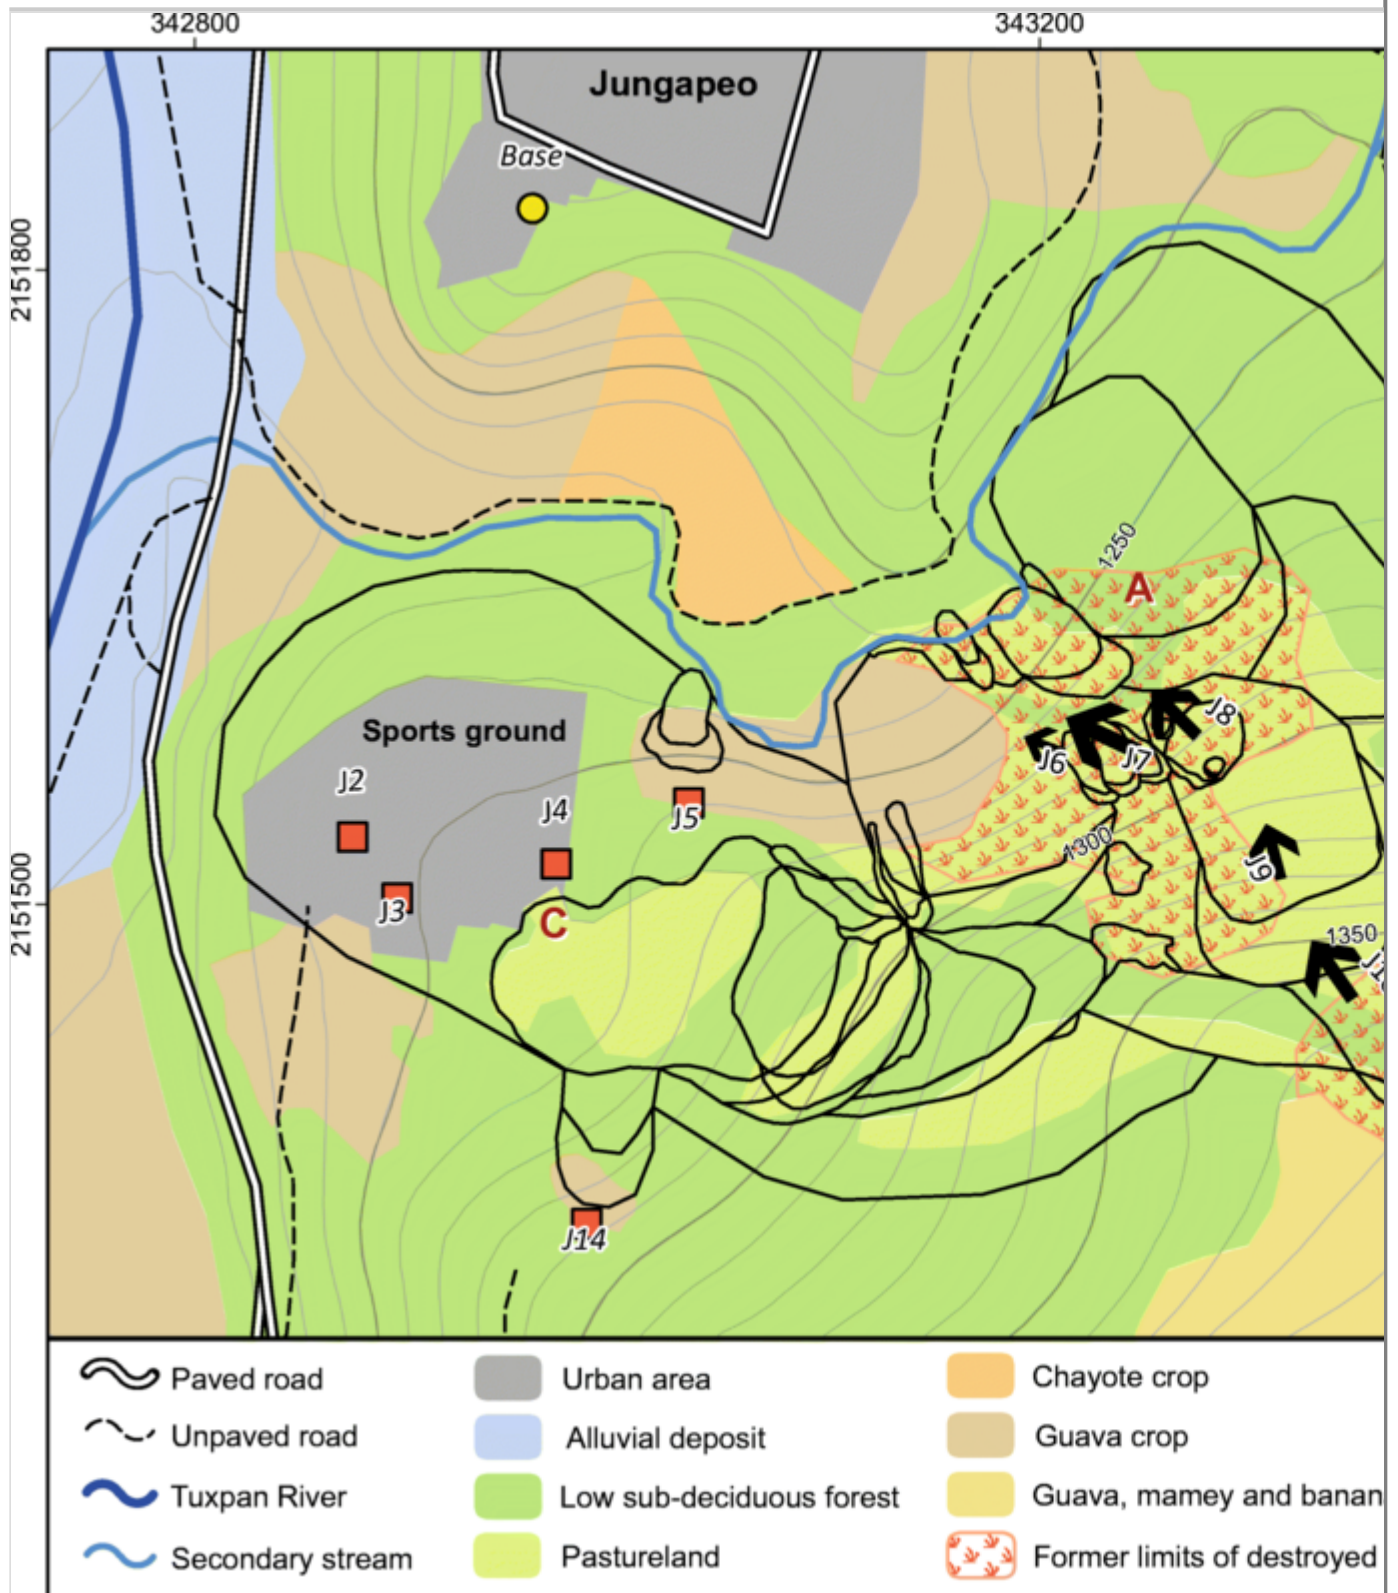 342800
343200
Jungapeo
Base
2151800
1250
A
Sports ground
J2
J4
J5
J3
C
J6
J7
J8
J9
1300
2151500
1350
J14
Paved road
Urban area
Chayote crop
Unpaved road
Alluvial deposit
Guava crop
Tuxpan River
Low sub-deciduous forest
Guava, mamey and banan
Secondary stream
Pastureland
Former limits of destroyed